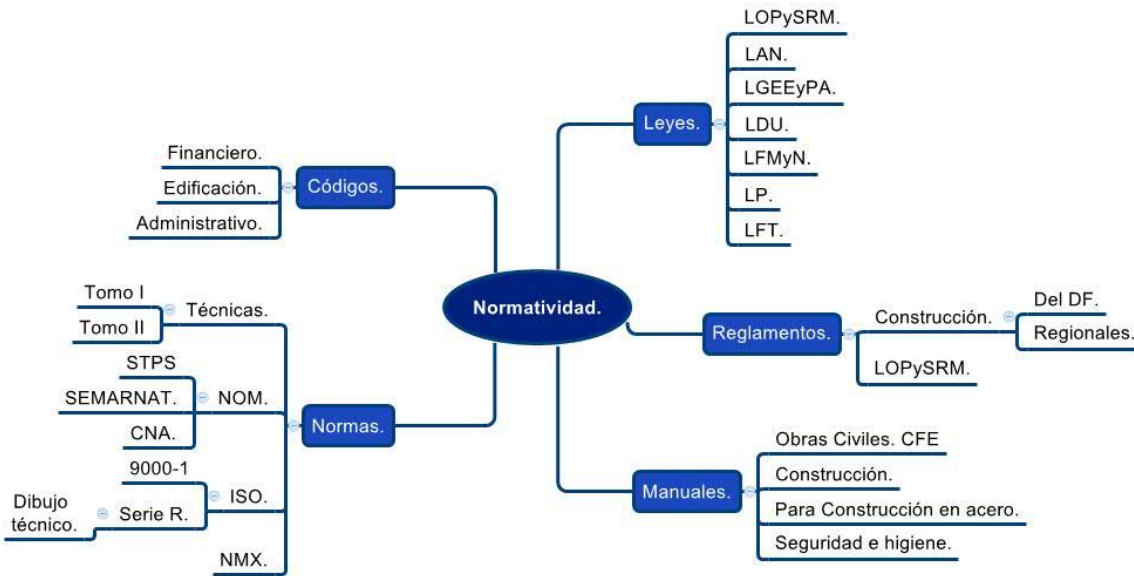 Normatividad.
Leyes.
LOPySRM.
LAN.
LGEEyPA.
LDU.
LFMyN.
LP.
LFT.
Reglamentos.
Construcción.
Del DF.
Regionales.
LOPySRM.
Manuales.
Obras Civiles. CFE
Construcción.
Para Construcción en acero.
Seguridad e higiene.
Códigos.
Financiero.
Edificación.
Administrativo.
Normas.
Técnicas.
Tomo I
Tomo II
NOM.
STPS
SEMARNAT.
CNA.
ISO.
9000-1
Serie R.
Dibujo
técnico.
NMX.